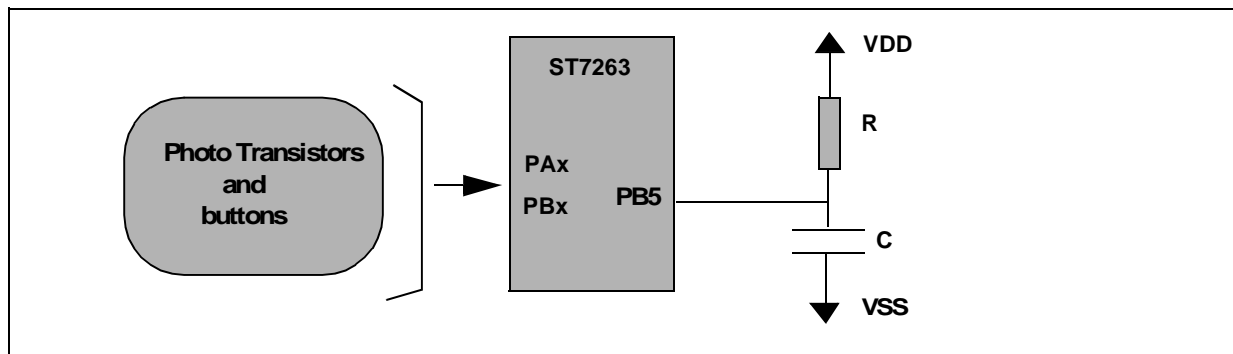 ST7263
VDD
R
Photo Transistors
and
buttons
PAx
PBx
PB5
C
VSS